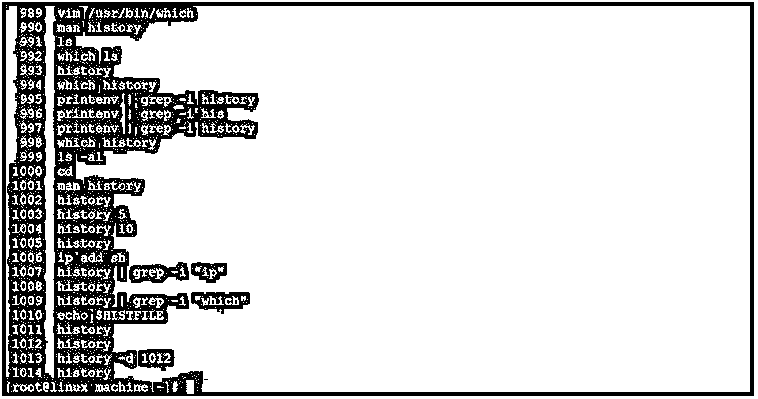 989 vim /usr/bin/which
990 man history
991 ls
992 which ls
993 history
994 which history
995 printenv | grep -i history
996 printenv | grep -i his
997 printenv | grep -i history
998 which history
999 ls -al
1000 cd
1001 man history
1002 history
1003 history 5
1004 history 10
1005 history
1006 ip add sh
1007 history | grep -i "ip"
1008 history
1009 history | grep -i "which"
1010 echo $HISTFILE
1011 history
1012 history
1013 history -d 1012
1014 history
[root@linux machine ~]#